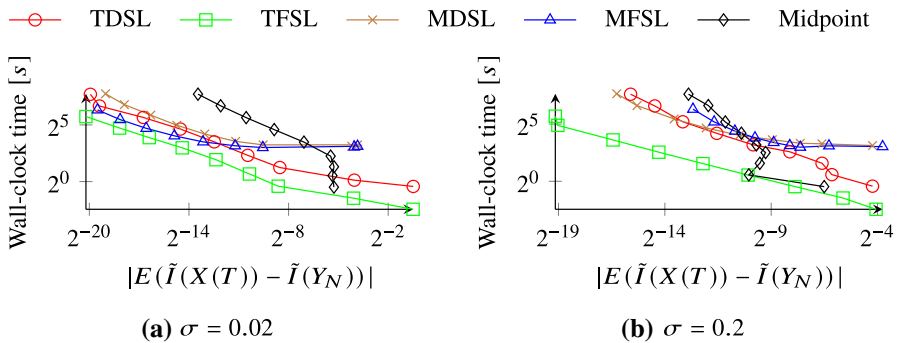 TDSL TFSL MDSL MFSL Midpoint
Wall-clock time [s]
2^5
2^0
2^−20 2^−14 2^−8 2^−2
|E(Ĩ(X(T)) − Ĩ(Y_N))|
(a) σ = 0.02
Wall-clock time [s]
2^5
2^0
2^−19 2^−14 2^−9 2^−4
|E(Ĩ(X(T)) − Ĩ(Y_N))|
(b) σ = 0.2